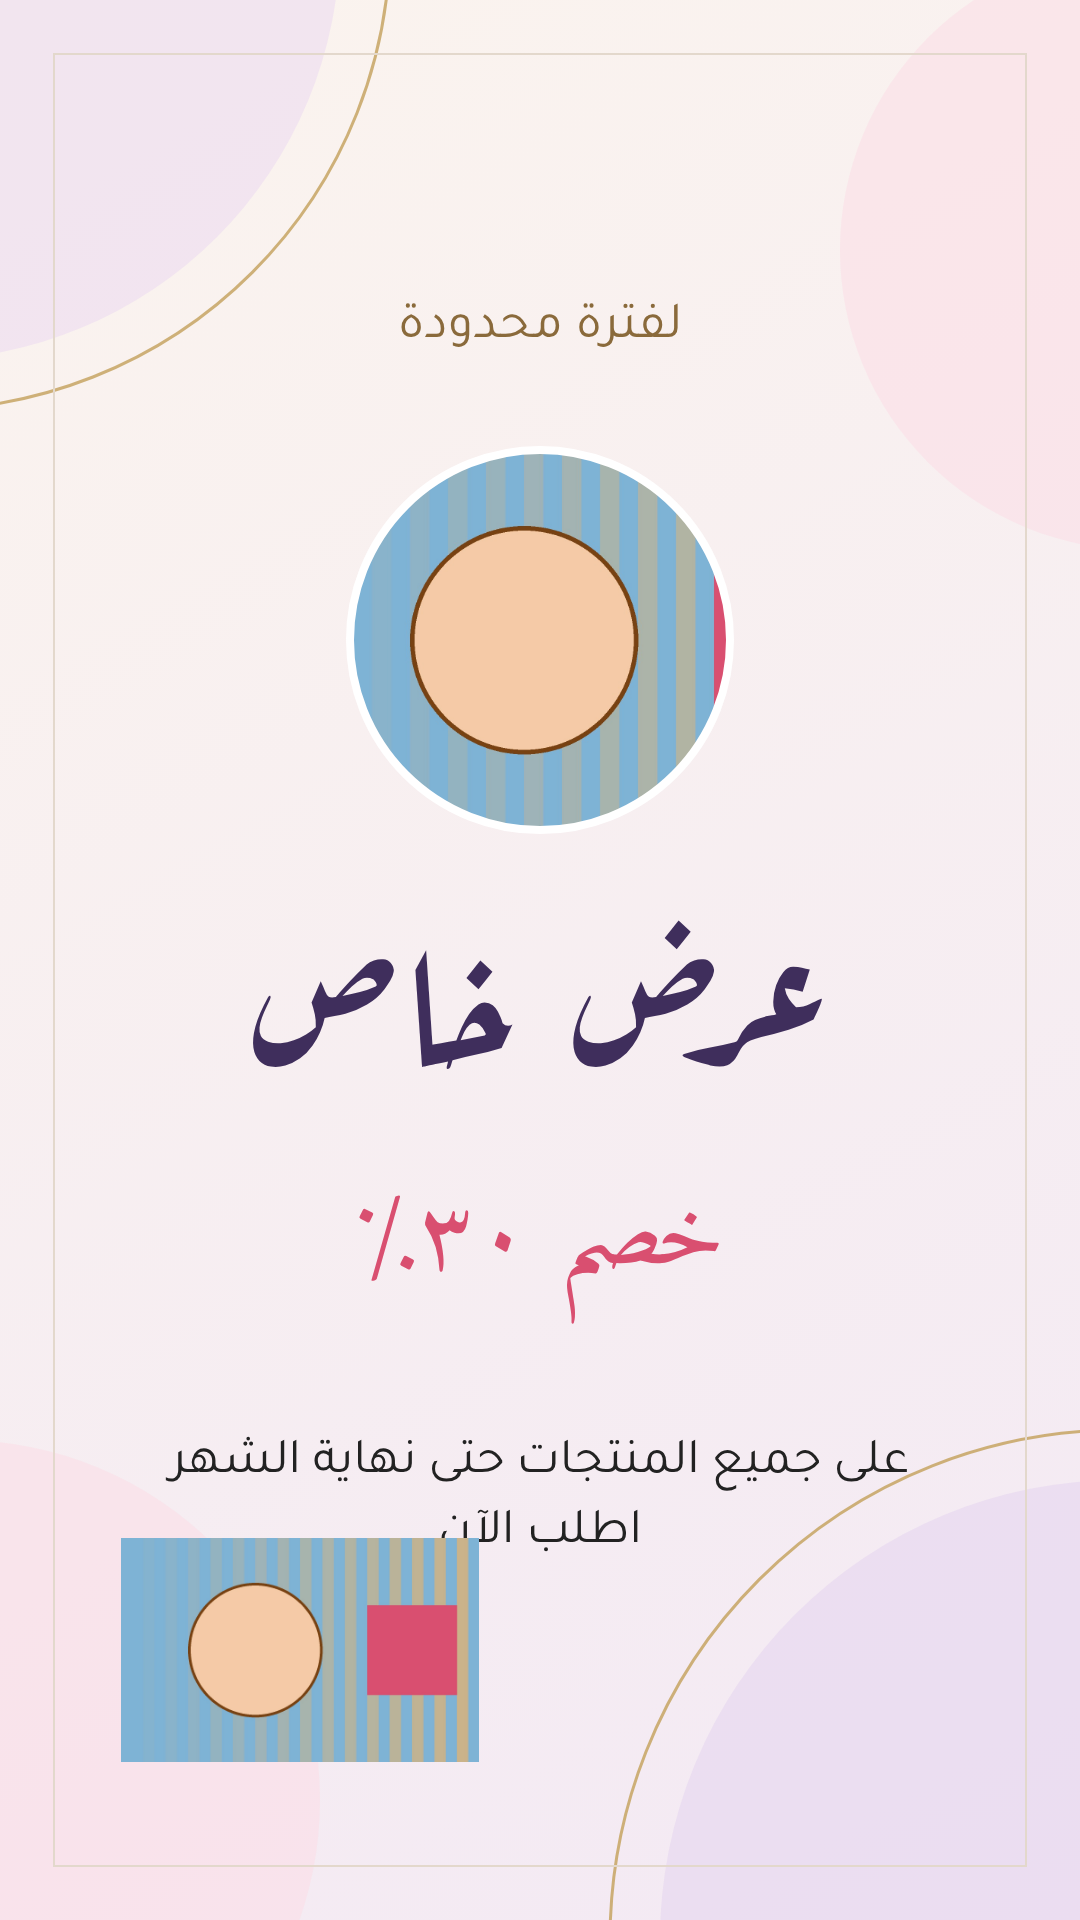 لفترة محدودة
عرض خاص
خصم ٣٠٪
على جميع المنتجات حتى نهاية الشهر
اطلب الآن